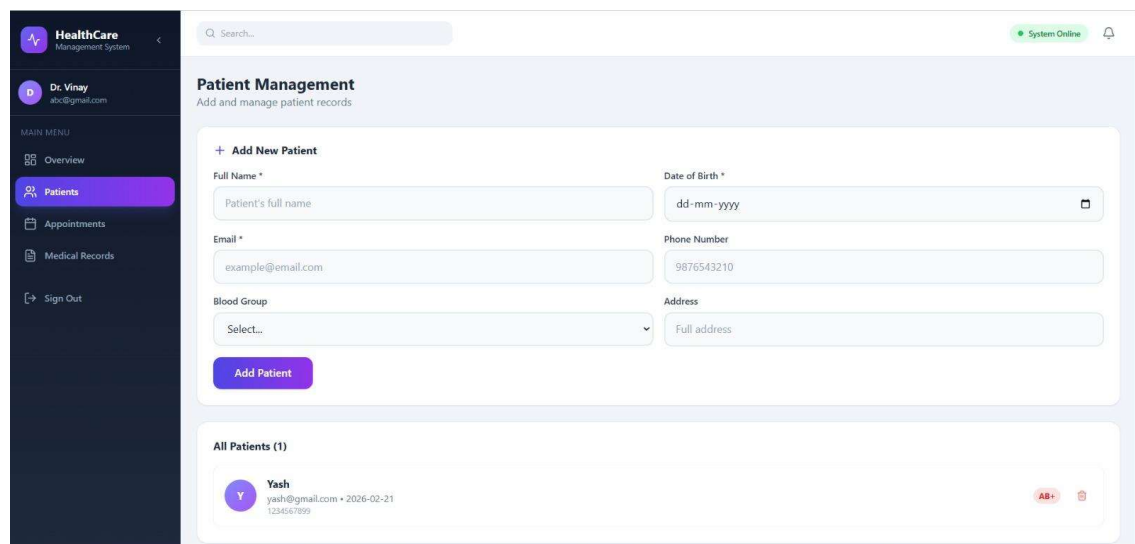 HealthCare
Management System
Search...
System Online
D
Dr. Vinay
abc@gmail.com
MAIN MENU
Overview
Patients
Appointments
Medical Records
Sign Out
Patient Management
Add and manage patient records
+ Add New Patient
Full Name *
Date of Birth *
Patient's full name
dd-mm-yyyy
Email *
Phone Number
example@email.com
9876543210
Blood Group
Address
Select...
Full address
Add Patient
All Patients (1)
Y
Yash
yash@gmail.com • 2026-02-21
1234567899
AB+